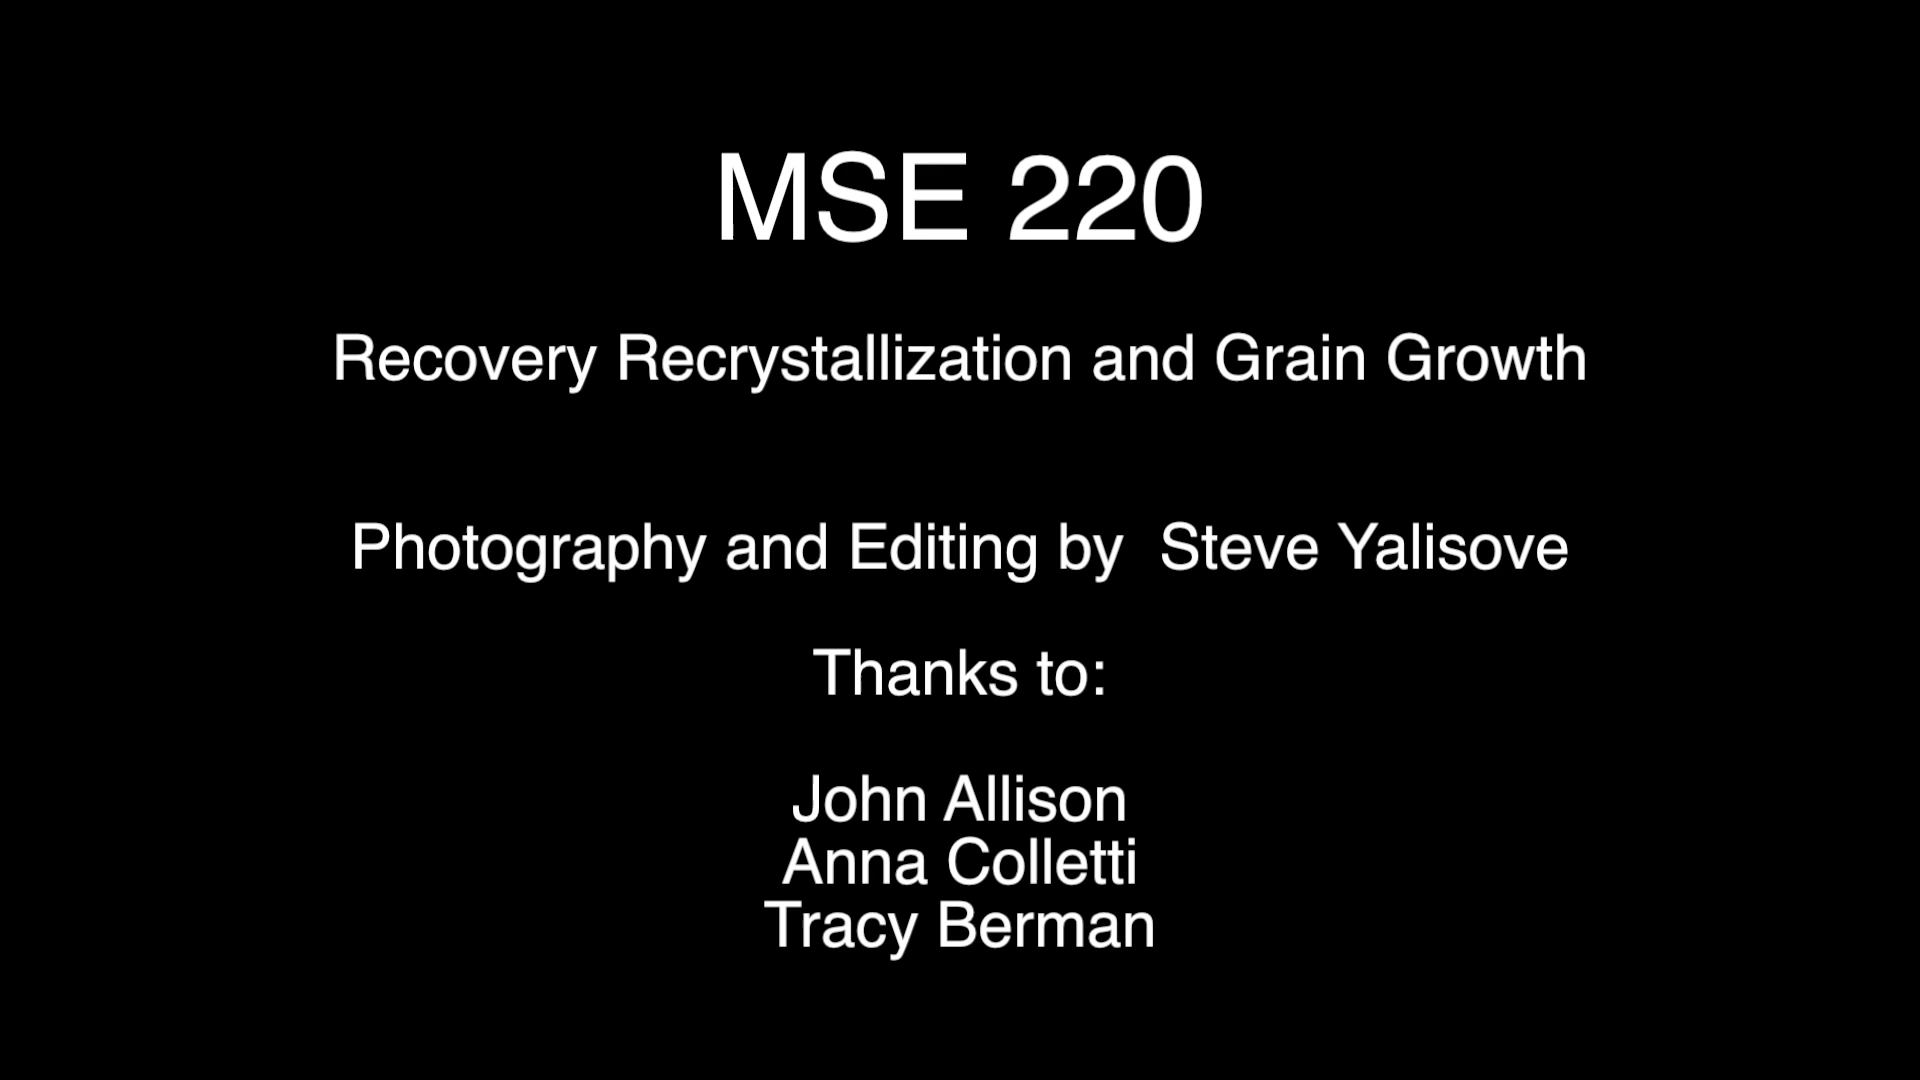 MSE 220
Recovery Recrystallization and Grain Growth
Photography and Editing by  Steve Yalisove
Thanks to:
John Allison
Anna Colletti
Tracy Berman